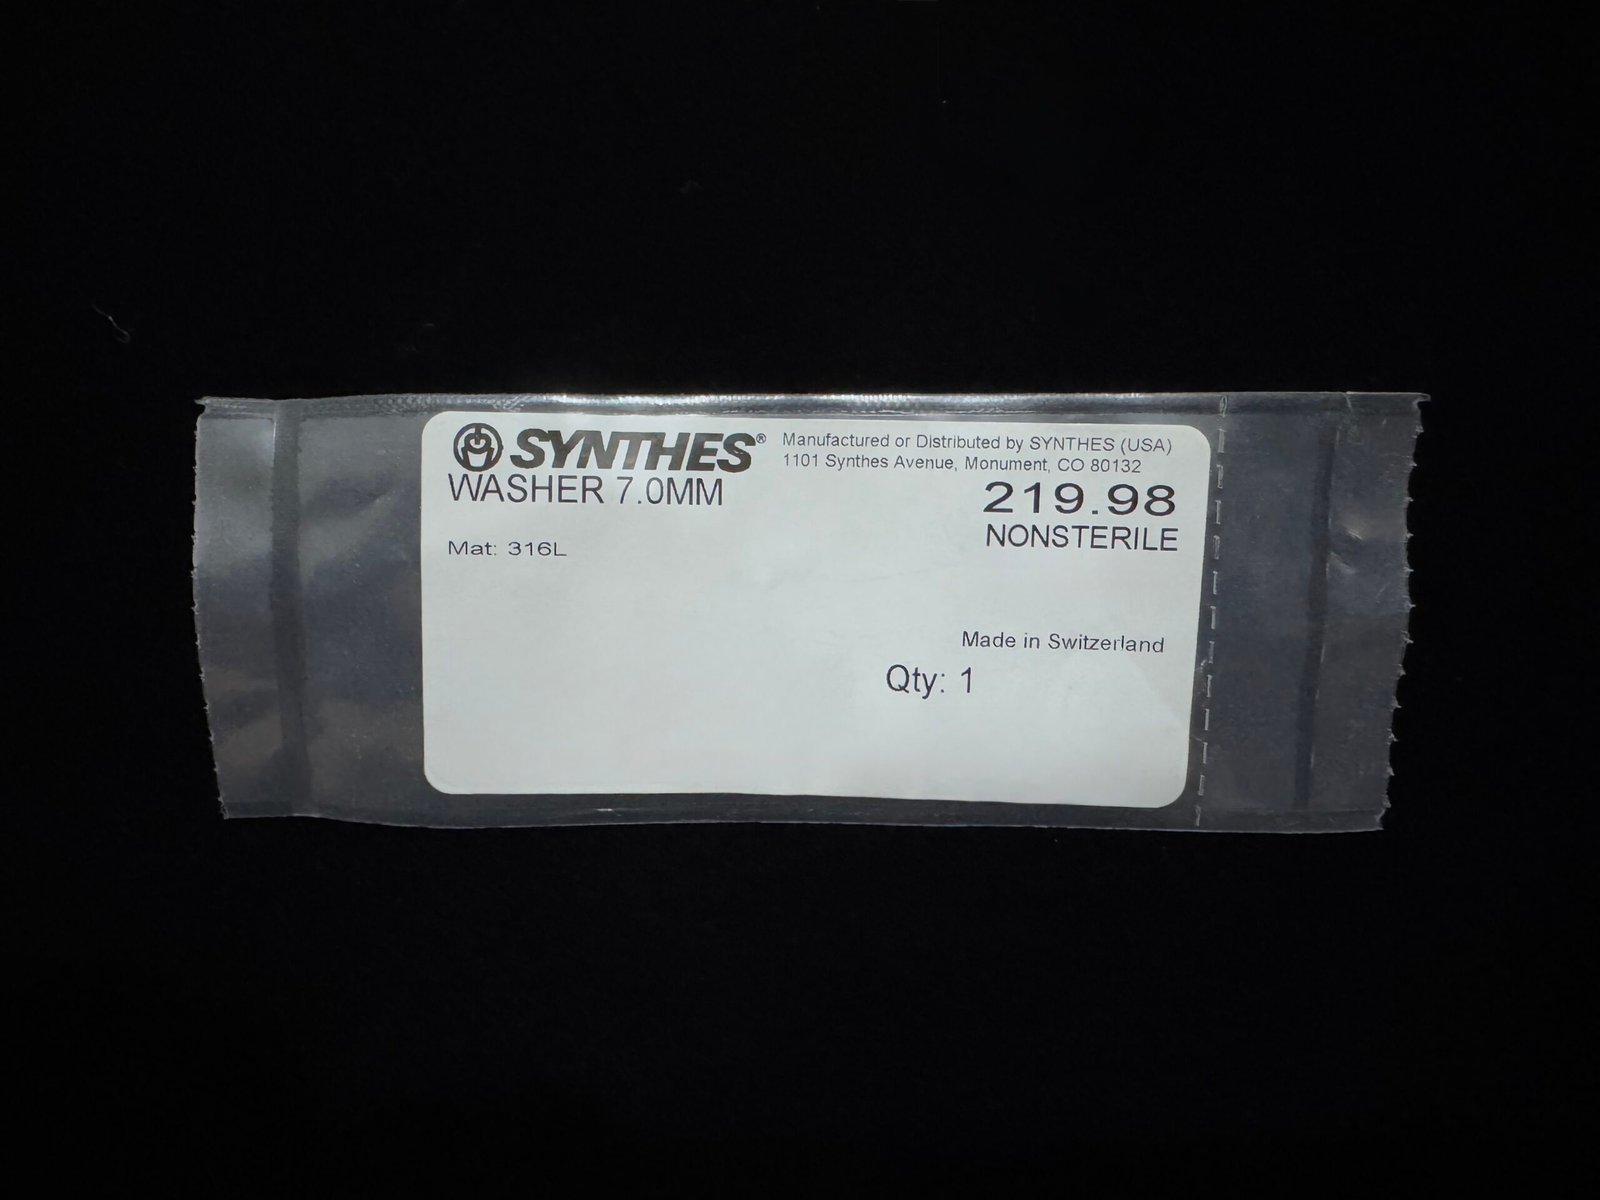 SYNTHES®
Manufactured or Distributed by SYNTHES (USA)
1101 Synthes Avenue, Monument, CO 80132
WASHER 7.0MM
219.98
NONSTERILE
Mat: 316L
Made in Switzerland
Qty: 1